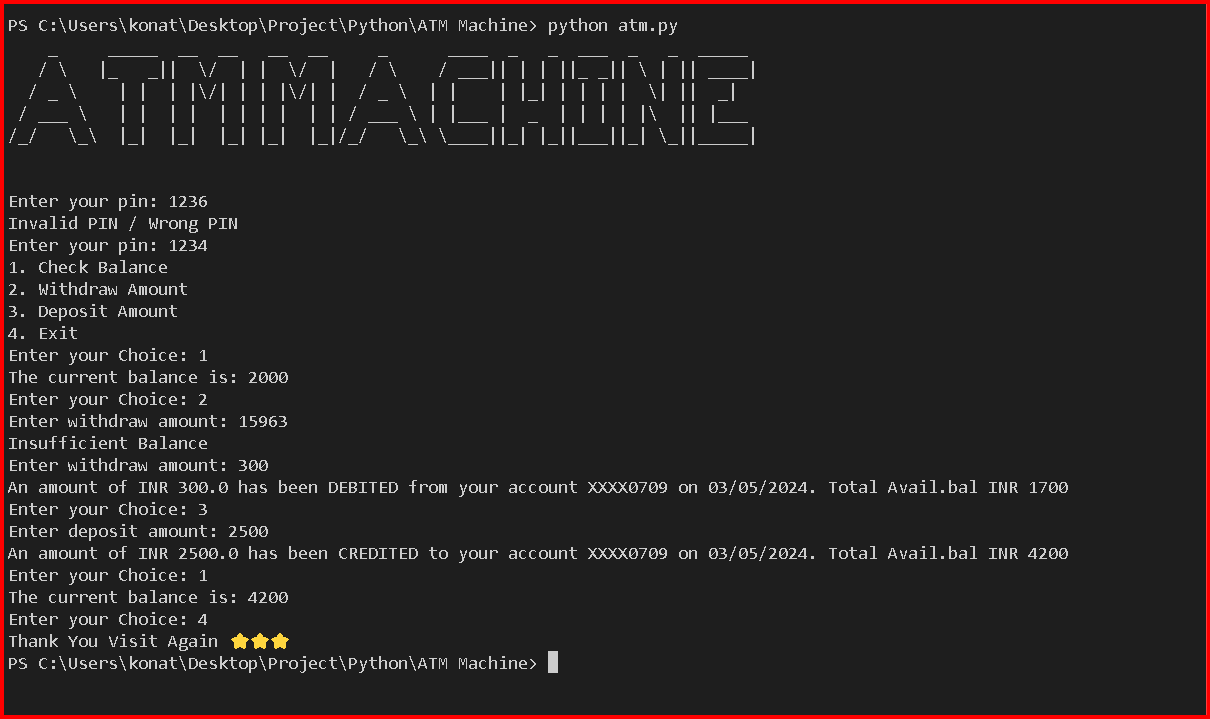 PS C:\Users\konat\Desktop\Project\Python\ATM Machine> python atm.py
ATMMACHINE
Enter your pin: 1236
Invalid PIN / Wrong PIN
Enter your pin: 1234
1. Check Balance
2. Withdraw Amount
3. Deposit Amount
4. Exit
Enter your Choice: 1
The current balance is: 2000
Enter your Choice: 2
Enter withdraw amount: 15963
Insufficient Balance
Enter withdraw amount: 300
An amount of INR 300.0 has been DEBITED from your account XXXX0709 on 03/05/2024. Total Avail.bal INR 1700
Enter your Choice: 3
Enter deposit amount: 2500
An amount of INR 2500.0 has been CREDITED to your account XXXX0709 on 03/05/2024. Total Avail.bal INR 4200
Enter your Choice: 1
The current balance is: 4200
Enter your Choice: 4
Thank You Visit Again ⭐⭐⭐
PS C:\Users\konat\Desktop\Project\Python\ATM Machine>